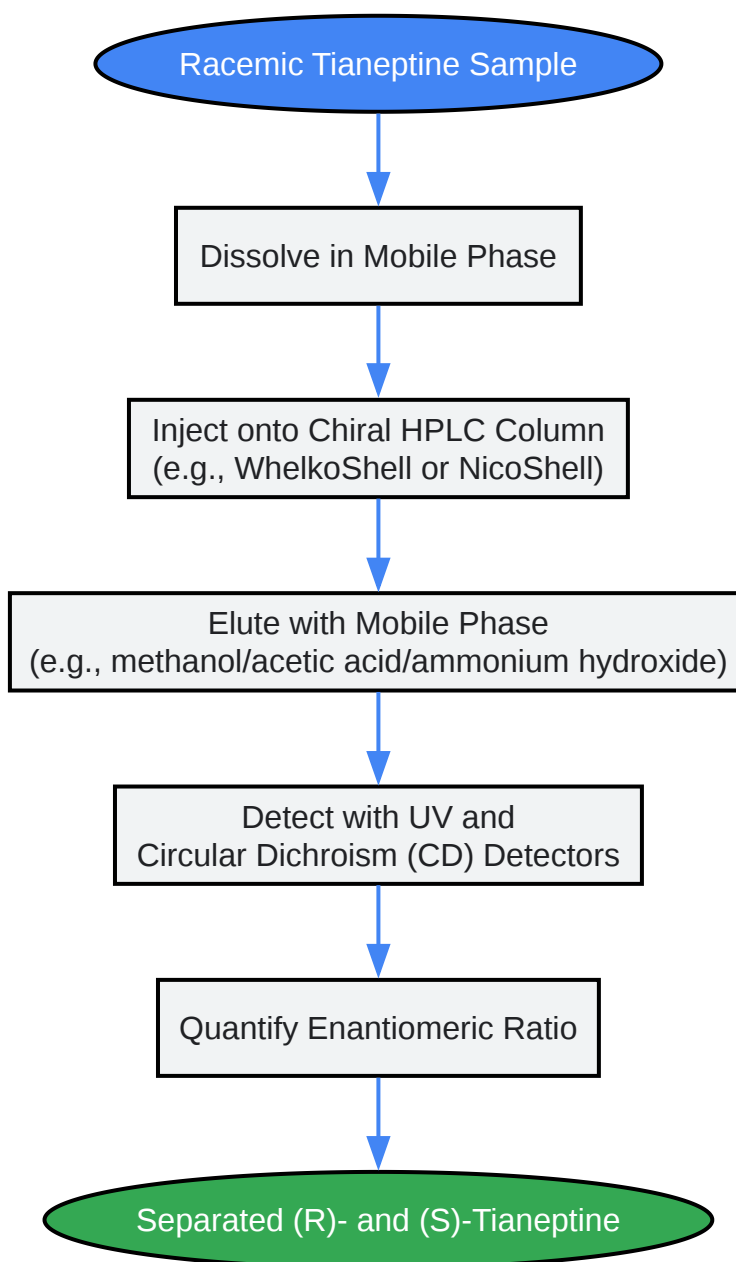 Racemic Tianeptine Sample
Dissolve in Mobile Phase
Inject onto Chiral HPLC Column
(e.g., WhelkoShell or NicoShell)
Elute with Mobile Phase
(e.g., methanol/acetic acid/ammonium hydroxide)
Detect with UV and
Circular Dichroism (CD) Detectors
Quantify Enantiomeric Ratio
Separated (R)- and (S)-Tianeptine